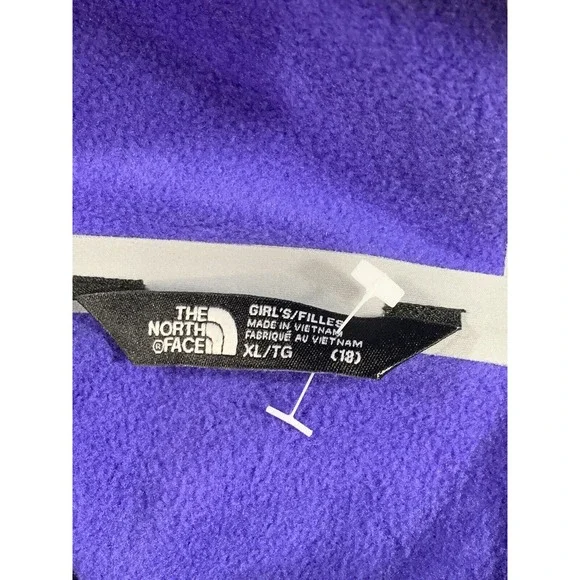 THE
NORTH
®FACE
GIRL'S/FILLES
MADE IN VIETNAM
FABRIQUÉ AU VIETNAM
XL/TG (18)